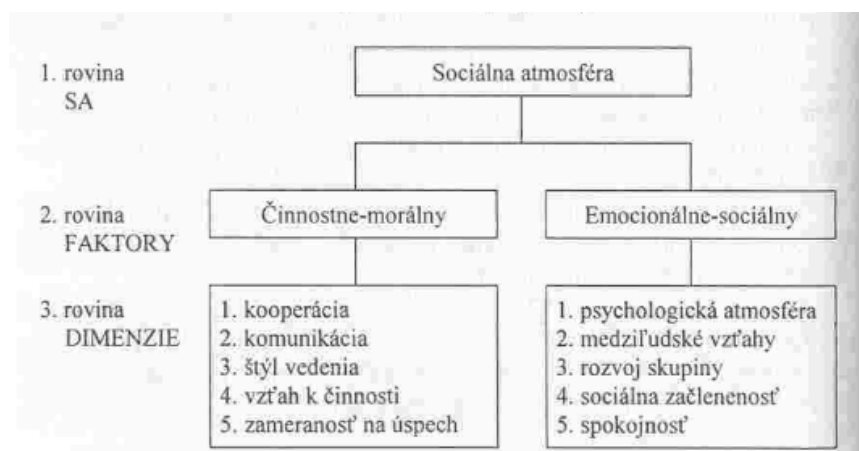 1. rovina
SA
Sociálna atmosféra
2. rovina
FAKTORY
Činnostne-morálny
Emocionálne-sociálny
3. rovina
DIMENZIE
1. kooperácia
2. komunikácia
3. štýl vedenia
4. vzťah k činnosti
5. zameranosť na úspech
1. psychologická atmosféra
2. medziľudské vzťahy
3. rozvoj skupiny
4. sociálna začlenenosť
5. spokojnosť